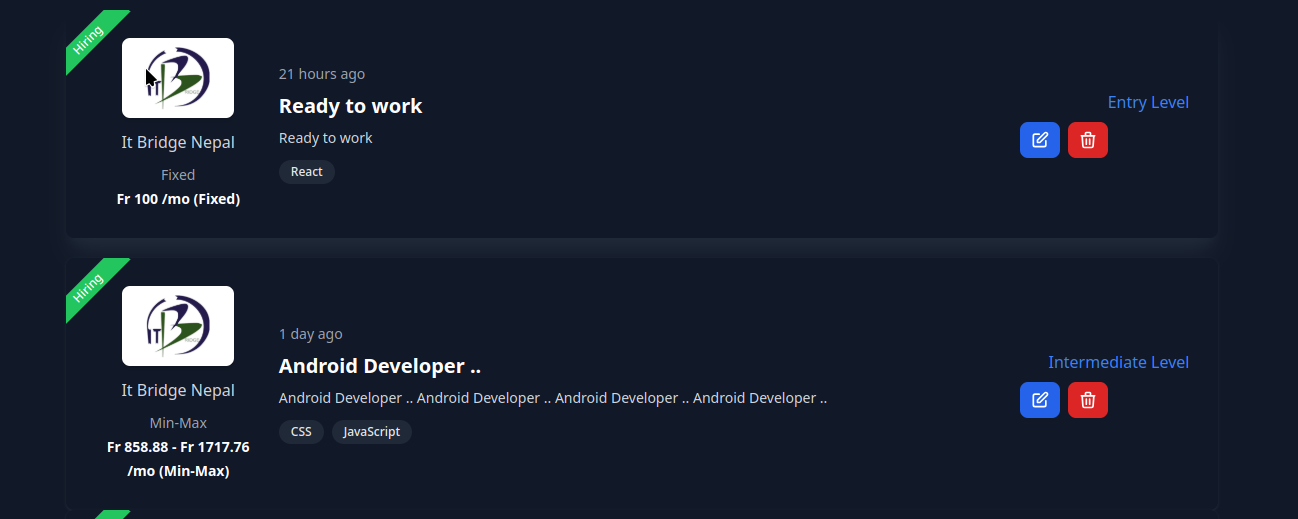 Hiring
IT B
It Bridge Nepal
Fixed
Fr 100 /mo (Fixed)
21 hours ago
Ready to work
Ready to work
React
Entry Level
Hiring
IT B
It Bridge Nepal
Min-Max
Fr 858.88 - Fr 1717.76
/mo (Min-Max)
1 day ago
Android Developer ..
Android Developer .. Android Developer .. Android Developer .. Android Developer ..
CSS JavaScript
Intermediate Level